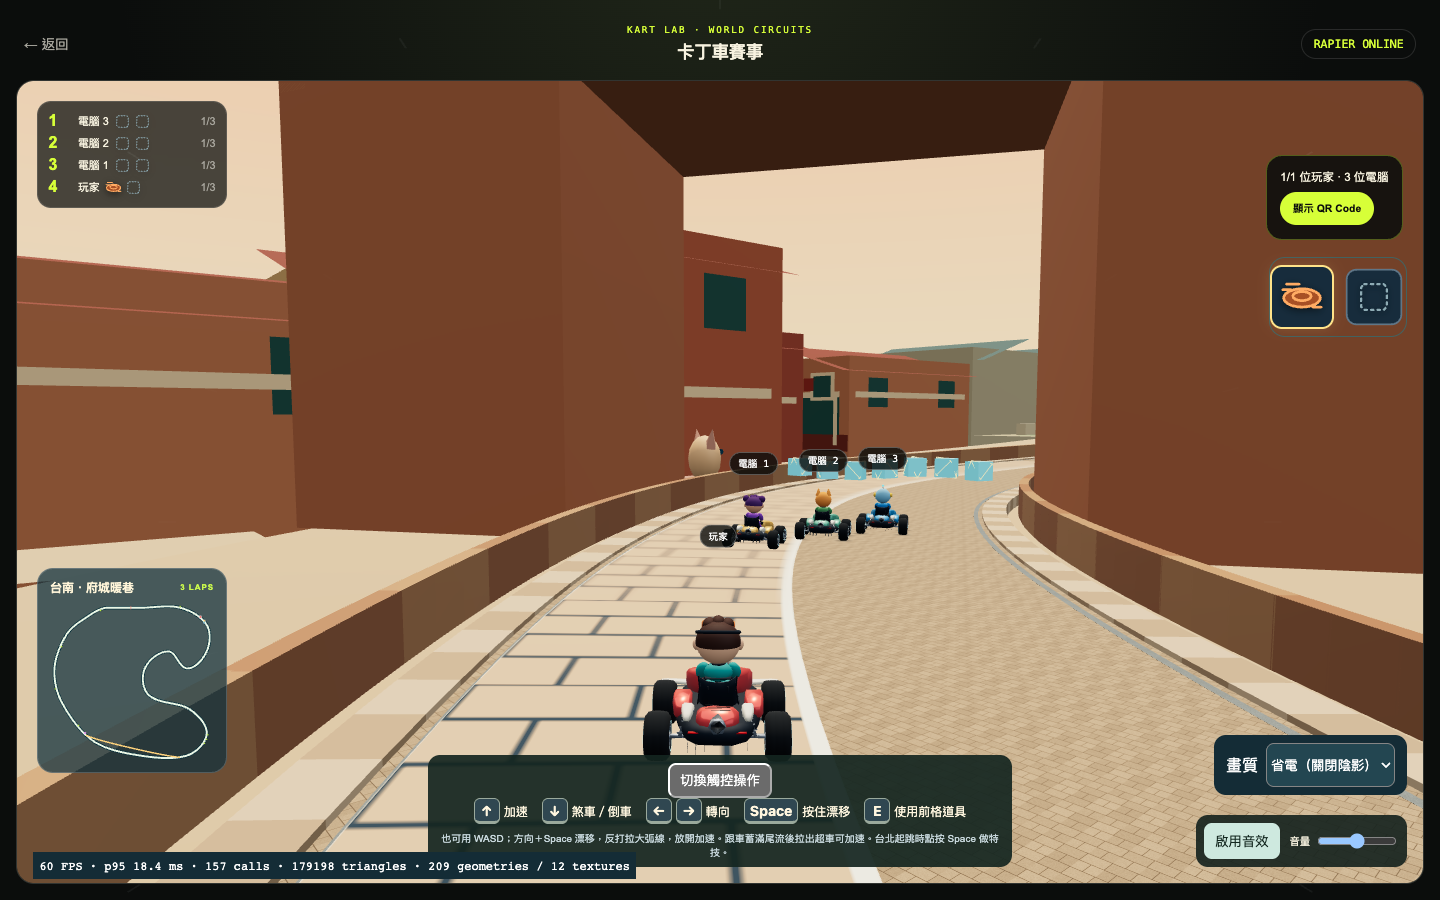 ← 返回
KART LAB · WORLD CIRCUITS
卡丁車賽事
RAPIER ONLINE
1 電腦 3 1/3
2 電腦 2 1/3
3 電腦 1 1/3
4 玩家 1/3
1/1 位玩家 · 3 位電腦
顯示 QR Code
電腦 1
電腦 2
電腦 3
玩家
台南 · 府城暖巷 3 LAPS
畫質 省電（關閉陰影）
切換觸控操作
↑ 加速 ↓ 煞車 / 倒車 ← → 轉向 Space 按住漂移 E 使用前格道具
也可用 WASD；方向＋Space 漂移，反打拉大弧線，放開加速。跟車蓄滿尾流後拉出超車可加速。台北起跳時點按 Space 做特
技。
啟用音效 音量
60 FPS · p95 18.4 ms · 157 calls · 179198 triangles · 209 geometries / 12 textures